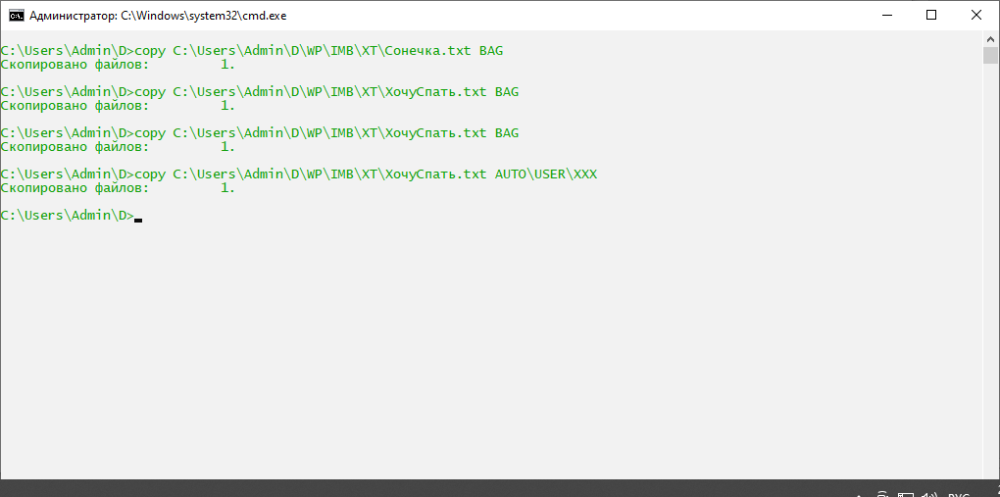 Администратор: C:\Windows\system32\cmd.exe
C:\Users\Admin\D>copy C:\Users\Admin\D\WP\IMB\XT\Сонечка.txt BAG
Скопировано файлов:         1.
C:\Users\Admin\D>copy C:\Users\Admin\D\WP\IMB\XT\ХочуСпать.txt BAG
Скопировано файлов:         1.
C:\Users\Admin\D>copy C:\Users\Admin\D\WP\IMB\XT\ХочуСпать.txt BAG
Скопировано файлов:         1.
C:\Users\Admin\D>copy C:\Users\Admin\D\WP\IMB\XT\ХочуСпать.txt AUTO\USER\XXX
Скопировано файлов:         1.
C:\Users\Admin\D>